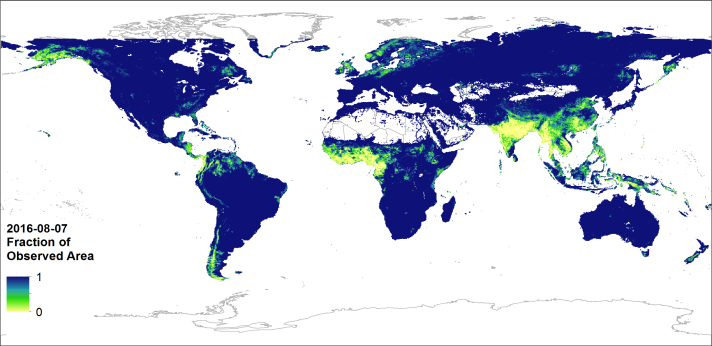 2016-08-07
Fraction of
Observed Area
1
0